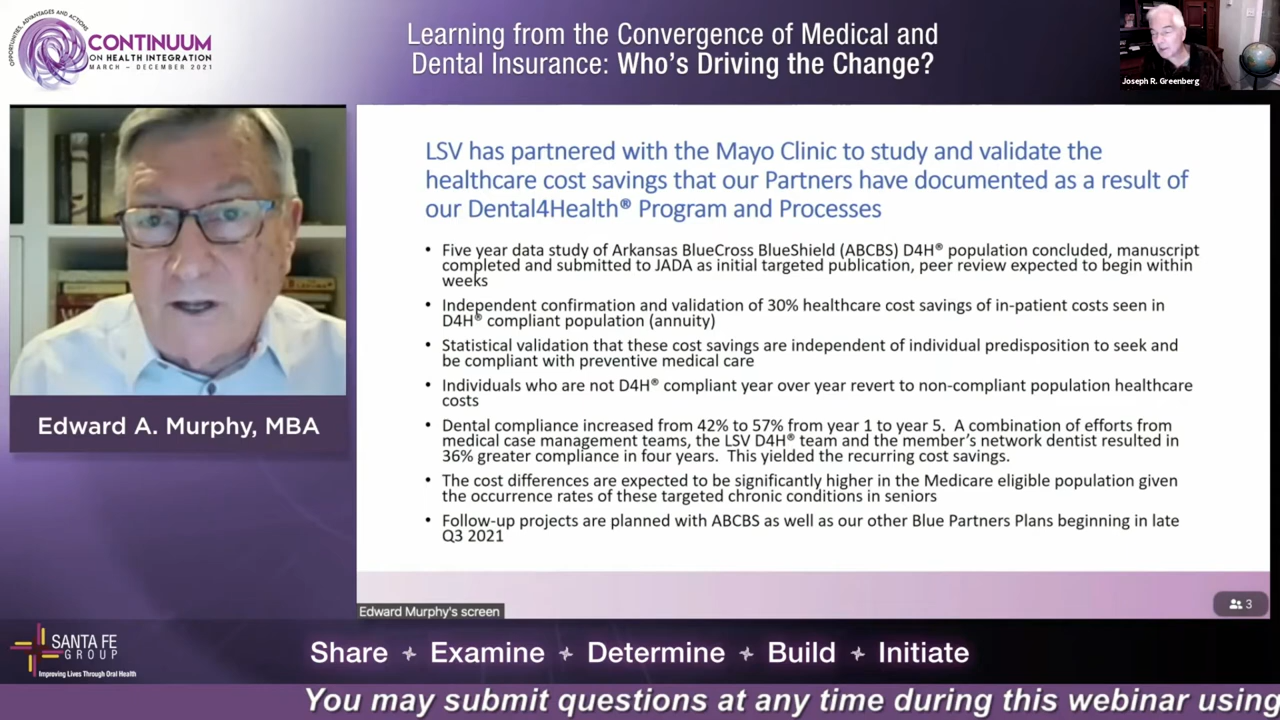 OPPORTUNITIES, ADVANTAGES AND ACTIONS
CONTINUUM
ON HEALTH INTEGRATION
MARCH – DECEMBER 2021
Learning from the Convergence of Medical and
Dental Insurance: Who's Driving the Change?
Joseph R. Greenberg
Edward A. Murphy, MBA
LSV has partnered with the Mayo Clinic to study and validate the
healthcare cost savings that our Partners have documented as a result of
our Dental4Health® Program and Processes
• Five year data study of Arkansas BlueCross BlueShield (ABCBS) D4H® population concluded, manuscript
completed and submitted to JADA as initial targeted publication, peer review expected to begin within
weeks
• Independent confirmation and validation of 30% healthcare cost savings of in-patient costs seen in
D4H® compliant population (annuity)
• Statistical validation that these cost savings are independent of individual predisposition to seek and
be compliant with preventive medical care
• Individuals who are not D4H® compliant year over year revert to non-compliant population healthcare
costs
• Dental compliance increased from 42% to 57% from year 1 to year 5.  A combination of efforts from
medical case management teams, the LSV D4H® team and the member's network dentist resulted in
36% greater compliance in four years.  This yielded the recurring cost savings.
• The cost differences are expected to be significantly higher in the Medicare eligible population given
the occurrence rates of these targeted chronic conditions in seniors
• Follow-up projects are planned with ABCBS as well as our other Blue Partners Plans beginning in late
Q3 2021
Edward Murphy's screen
3
SANTA FE
GROUP
Improving Lives Through Oral Health
Share + Examine + Determine + Build + Initiate
You may submit questions at any time during this webinar using